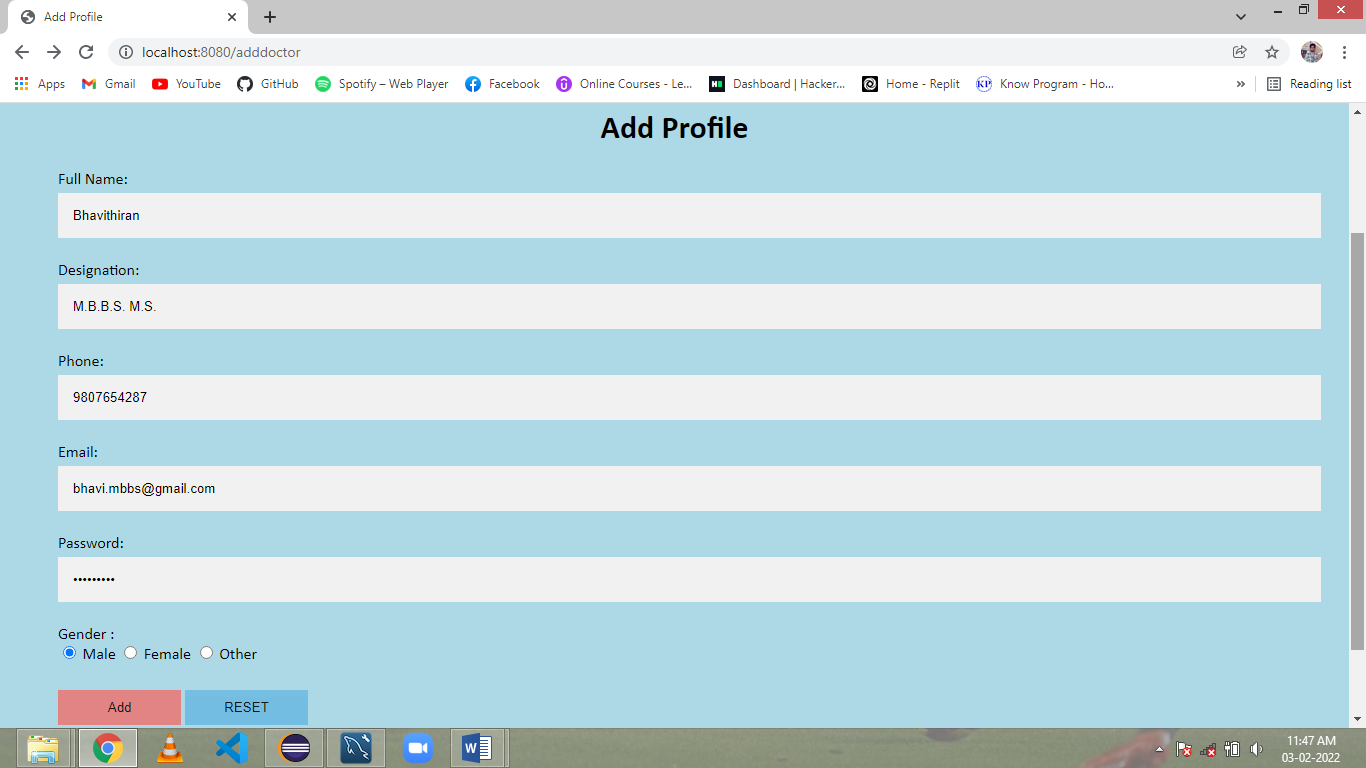 Add Profile
localhost:8080/adddoctor
Apps Gmail YouTube GitHub Spotify – Web Player Facebook Online Courses - Le... Dashboard | Hacker... Home - Replit KP Know Program - Ho... » Reading list
Add Profile
Full Name:
Bhavithiran
Designation:
M.B.B.S. M.S.
Phone:
9807654287
Email:
bhavi.mbbs@gmail.com
Password:
•••••••••
Gender :
Male Female Other
Add RESET
11:47 AM
03-02-2022